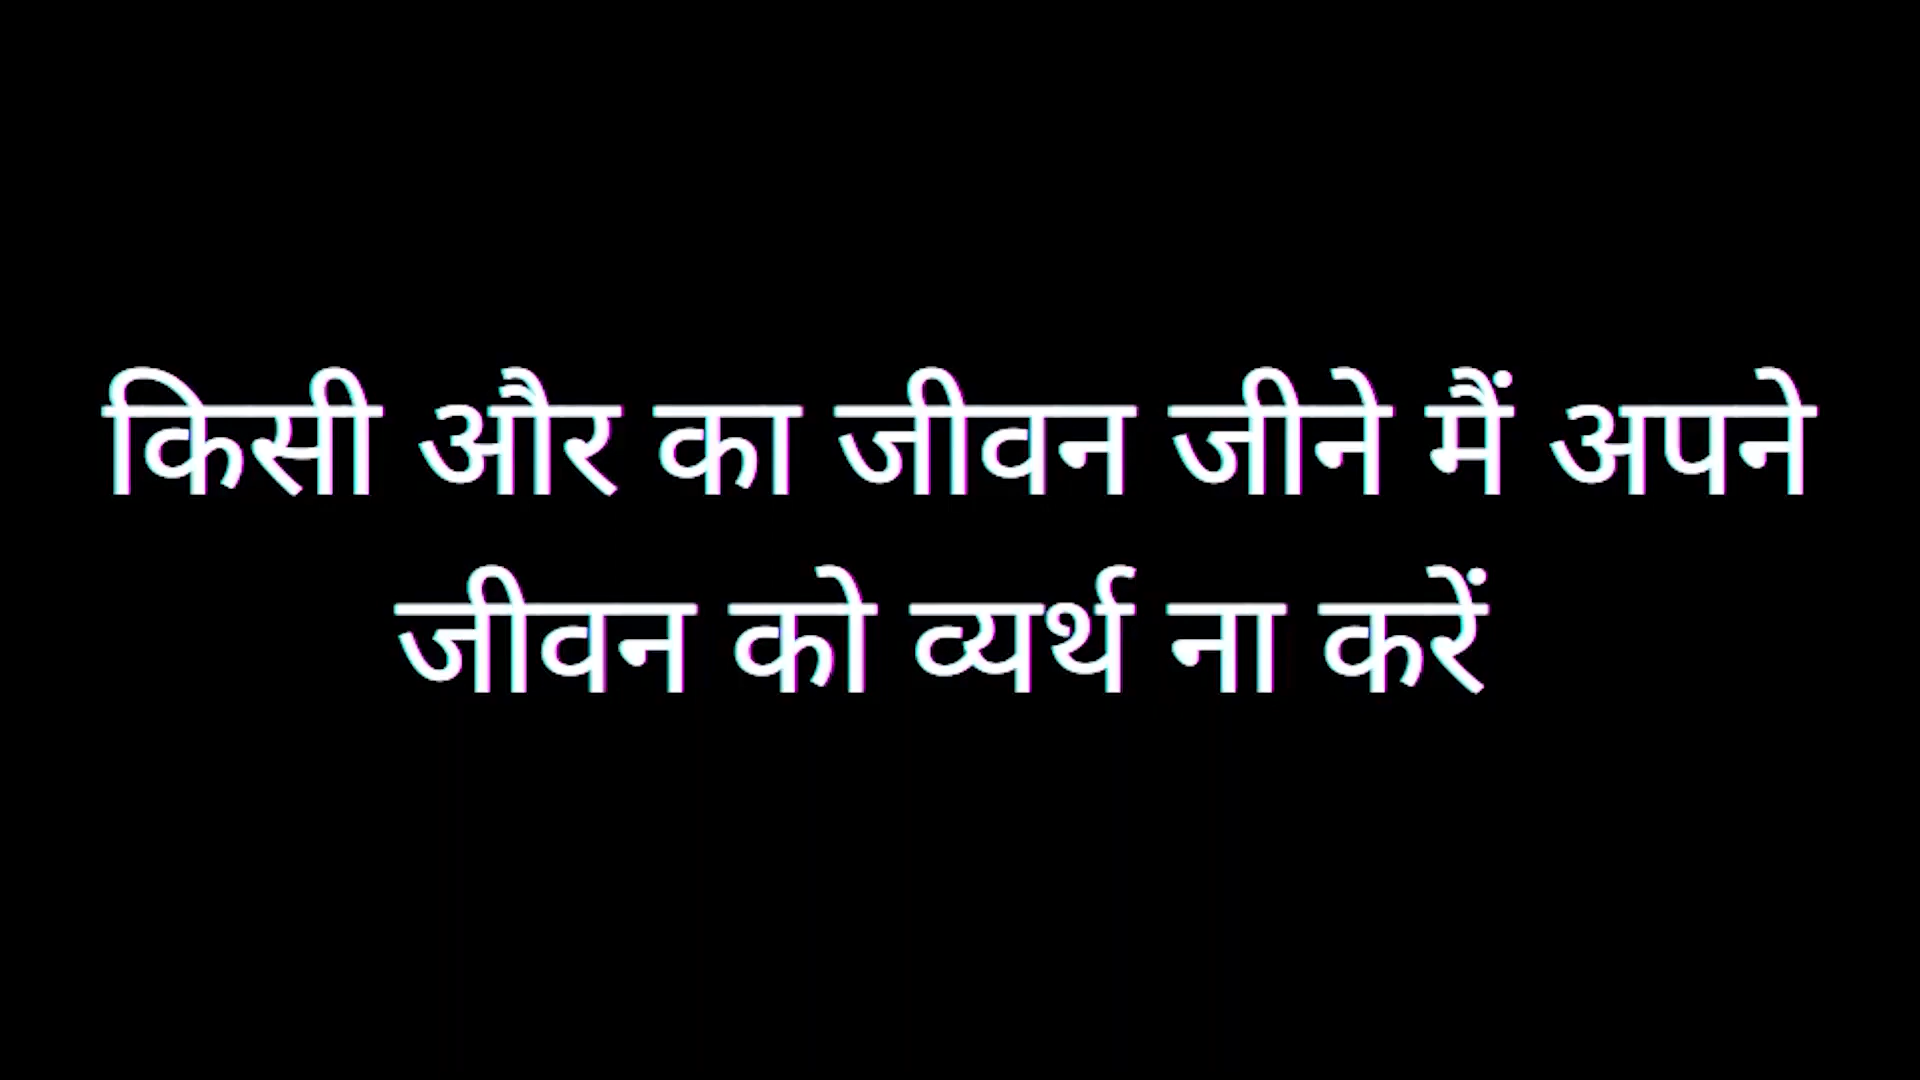 किसी और का जीवन जीने मैं अपने
जीवन को व्यर्थ ना करें